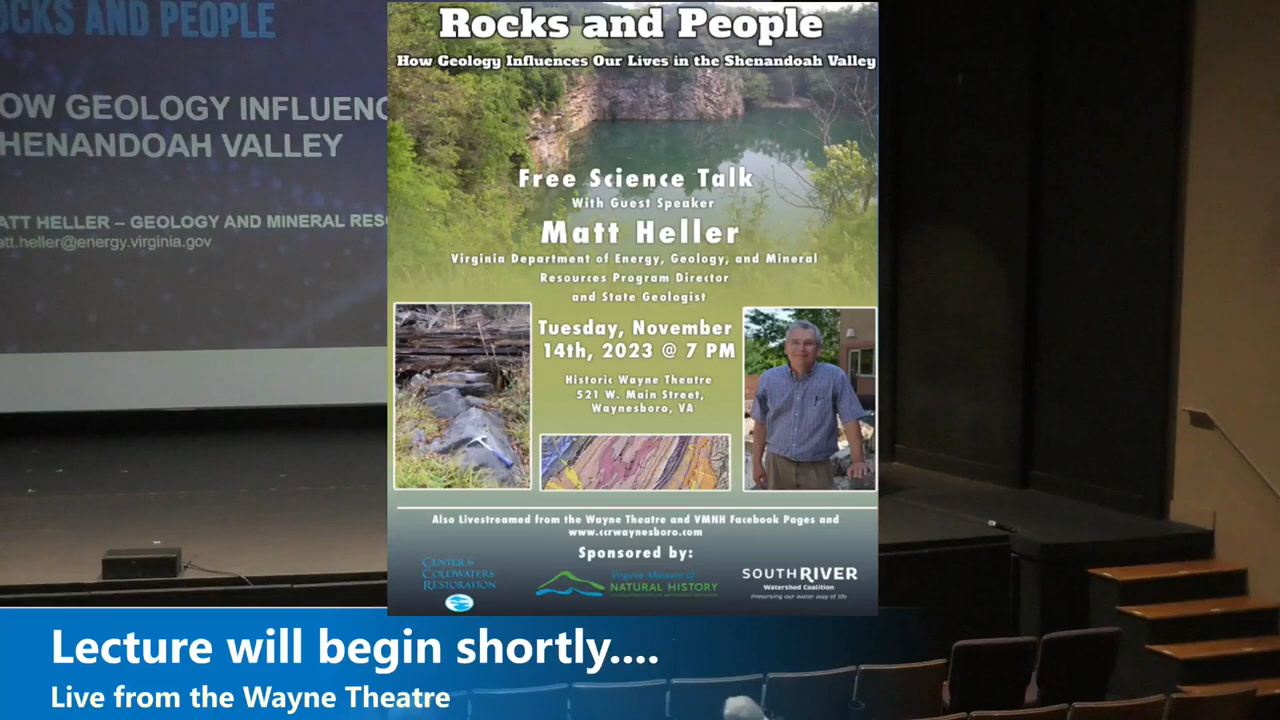 OCKS AND PEOPLE
OW GEOLOGY INFLUENC
HENANDOAH VALLEY
ATT HELLER – GEOLOGY AND MINERAL RES
att.heller@energy.virginia.gov
Rocks and People
How Geology Influences Our Lives in the Shenandoah Valley
Free Science Talk
With Guest Speaker
Matt Heller
Virginia Department of Energy, Geology, and Mineral
Resources Program Director
and State Geologist
Tuesday, November
14th, 2023 @ 7 PM
Historic Wayne Theatre
521 W. Main Street,
Waynesboro, VA
Also Livestreamed from the Wayne Theatre and VMNH Facebook Pages and
www.ccrwaynesboro.com
Sponsored by:
CENTER for
COLDWATERS
RESTORATION
Virginia Museum of
NATURAL HISTORY
SOUTH RIVER
Watershed Coalition
Preserving our water way of life
Lecture will begin shortly....
Live from the Wayne Theatre